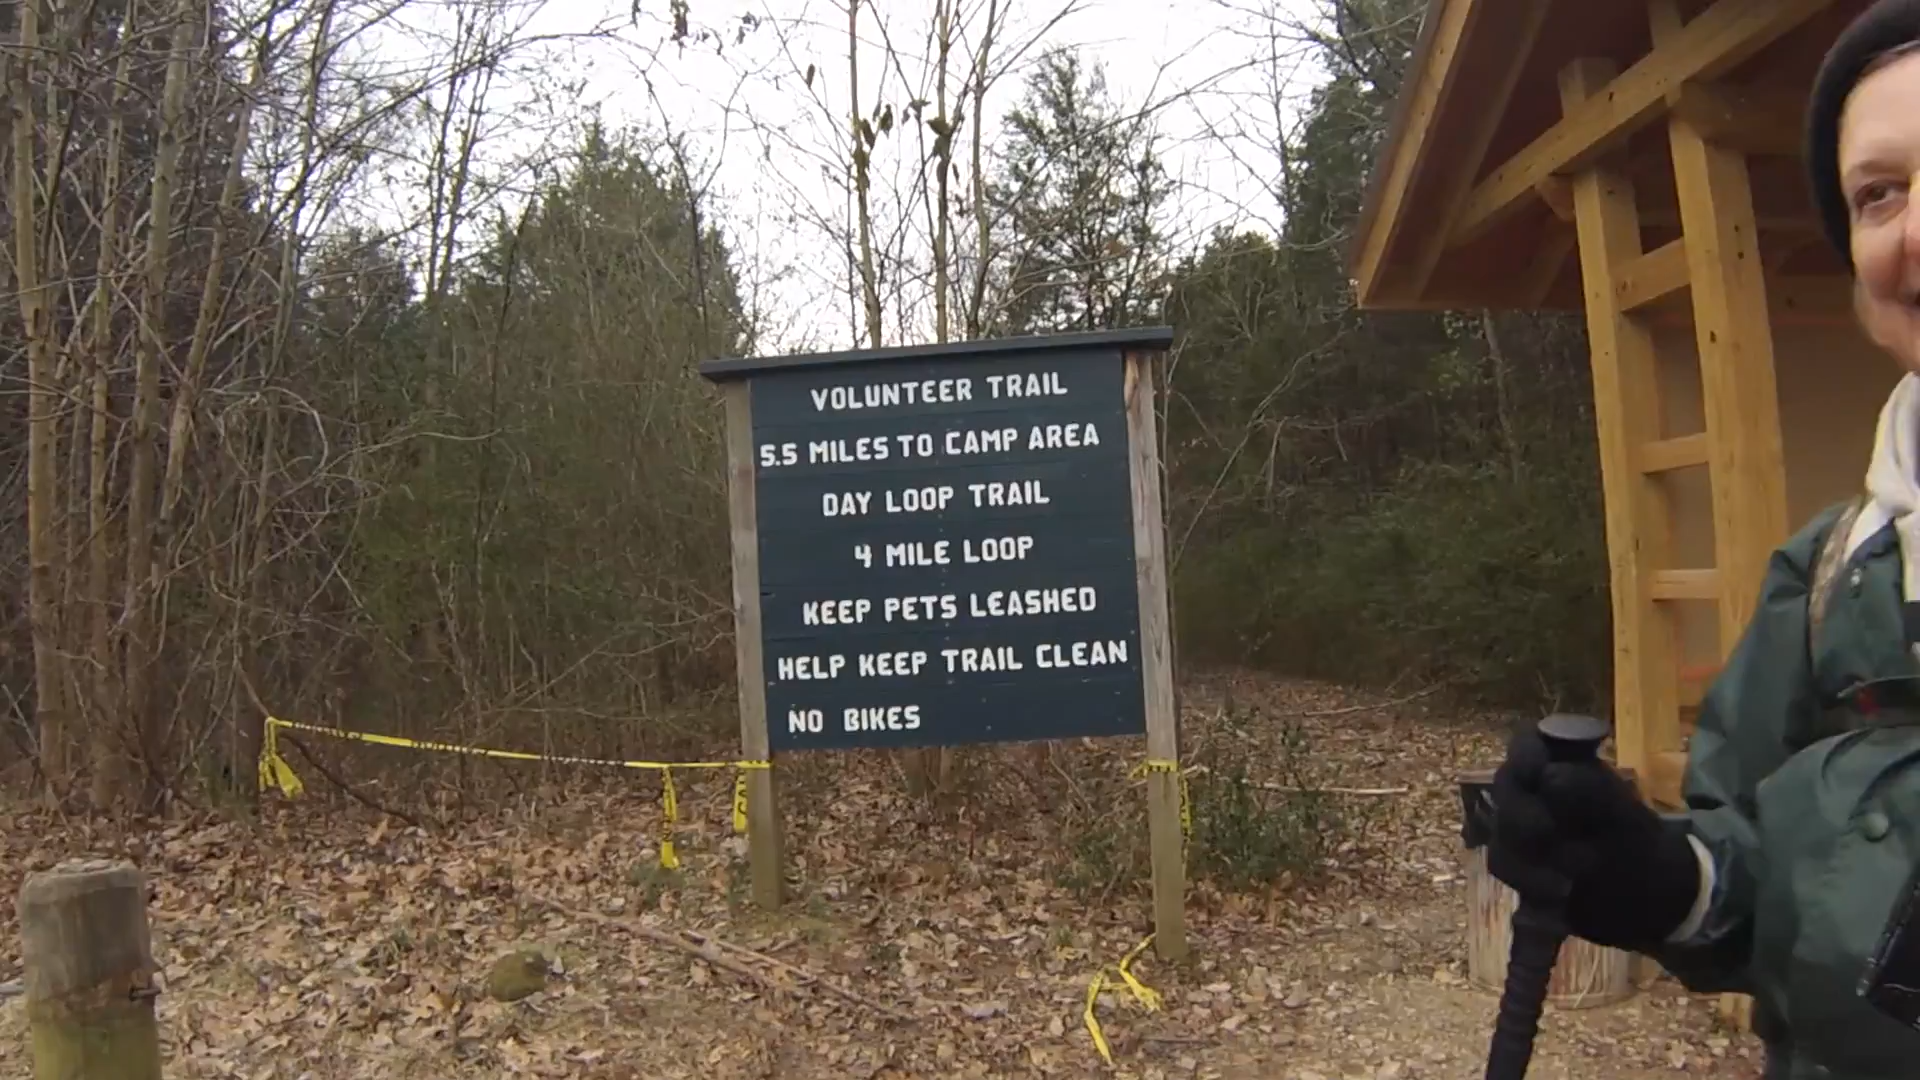 VOLUNTEER TRAIL
5.5 MILES TO CAMP AREA
DAY LOOP TRAIL
4 MILE LOOP
KEEP PETS LEASHED
HELP KEEP TRAIL CLEAN
NO BIKES